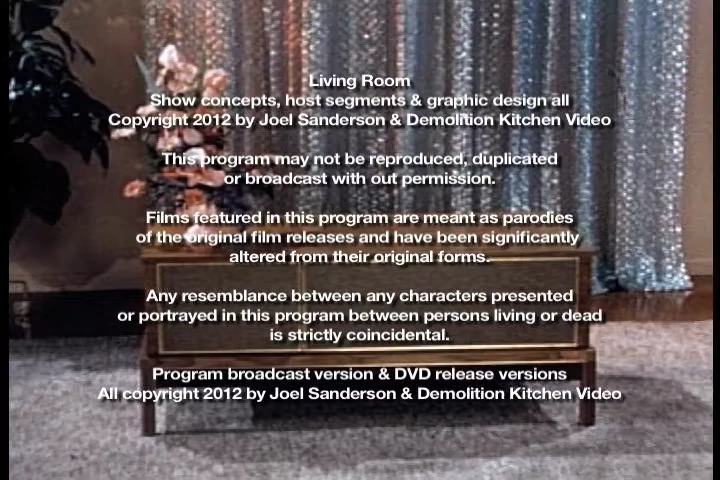 Living Room
Show concepts, host segments & graphic design all
Copyright 2012 by Joel Sanderson & Demolition Kitchen Video
This program may not be reproduced, duplicated
or broadcast with out permission.
Films featured in this program are meant as parodies
of the original film releases and have been significantly
altered from their original forms.
Any resemblance between any characters presented
or portrayed in this program between persons living or dead
is strictly coincidental.
Program broadcast version & DVD release versions
All copyright 2012 by Joel Sanderson & Demolition Kitchen Video